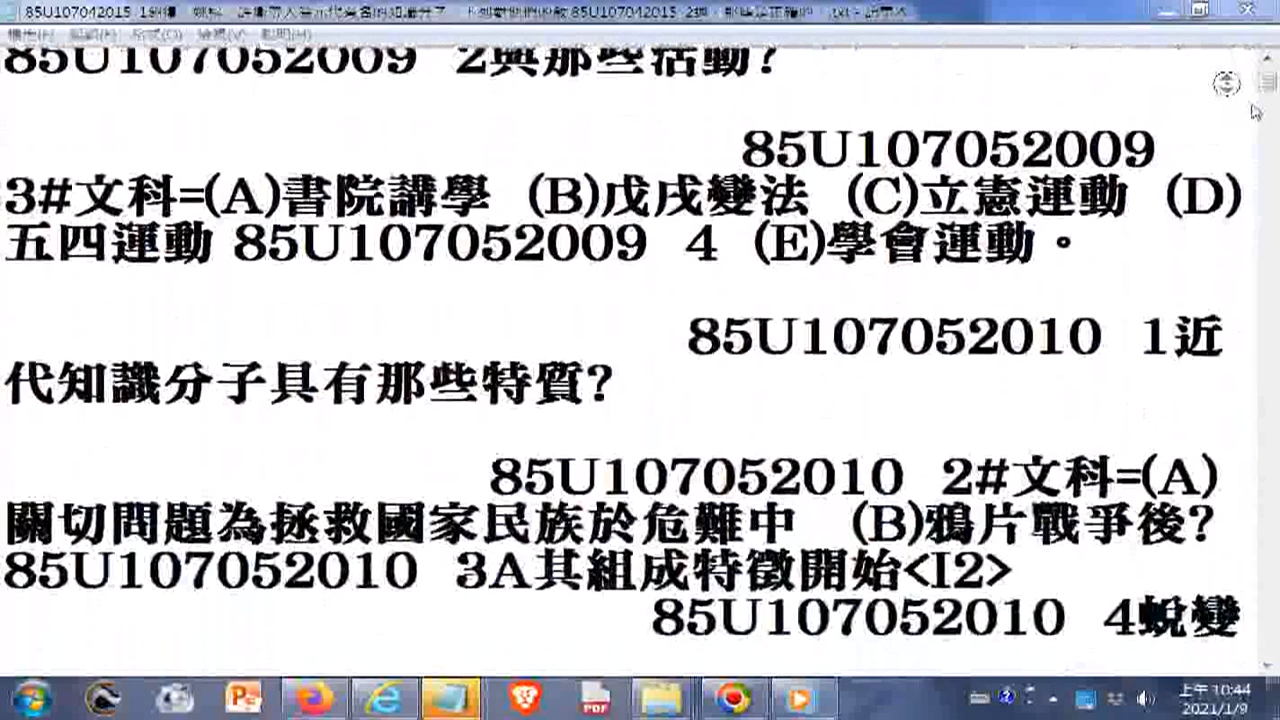 85U107052009 2與那些活動?
85U107052009
3#文科=(A)書院講學 (B)戊戌變法 (C)立憲運動 (D)
五四運動 85U107052009 4 (E)學會運動。
85U107052010 1近
代知識分子具有那些特質?
85U107052010 2#文科=(A)
關切問題為拯救國家民族於危難中 (B)鴉片戰爭後?
85U107052010 3A其組成特徵開始<I2>
85U107052010 4蛻變
PDF
上午 10:44
2021/1/9